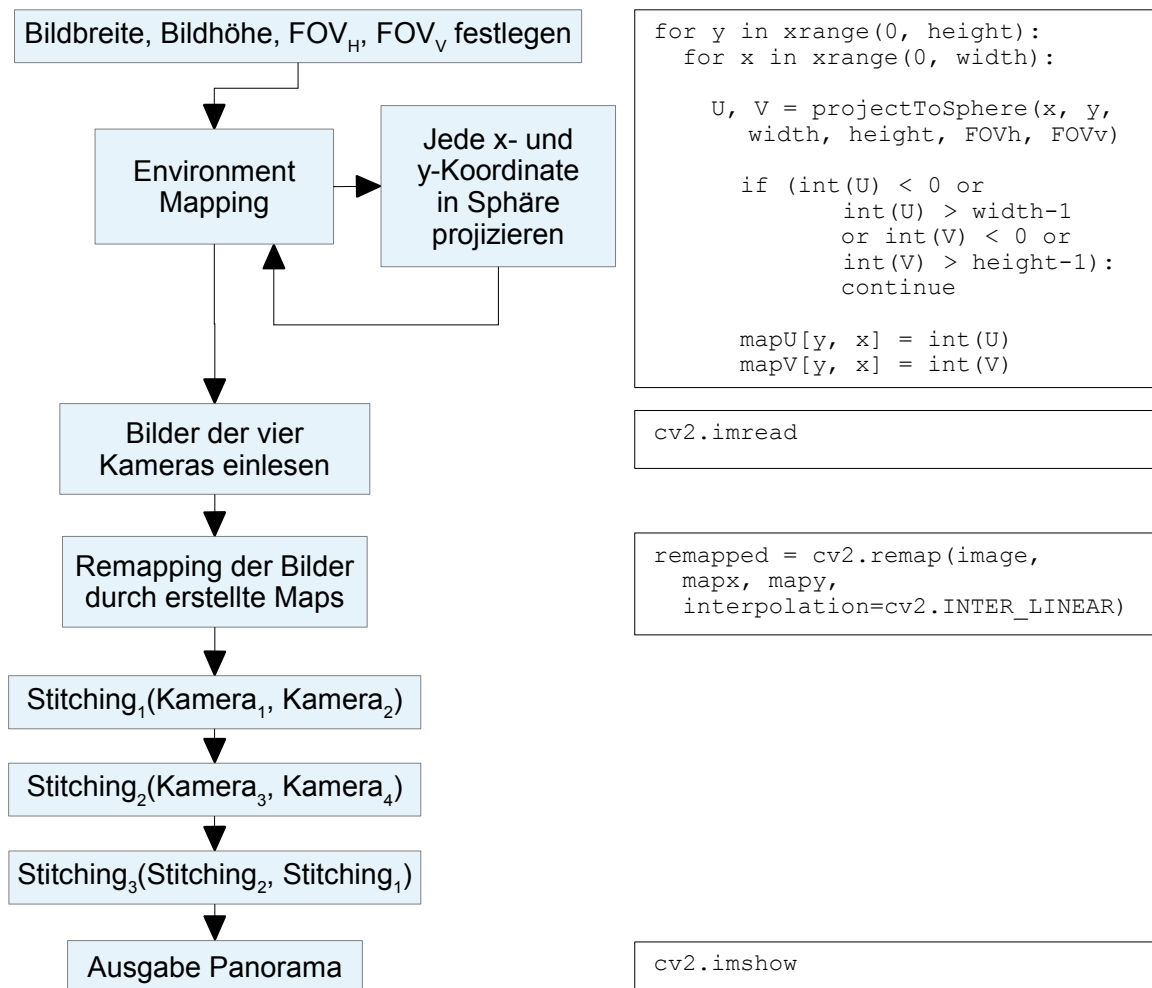 Bildbreite, Bildhöhe, FOV_H, FOV_V festlegen
Environment
Mapping
Jede x- und
y-Koordinate
in Sphäre
projizieren
for y in xrange(0, height):
for x in xrange(0, width):
U, V = projectToSphere(x, y,
width, height, FOVh, FOVv)
if (int(U) < 0 or
int(U) > width-1
or int(V) < 0 or
int(V) > height-1):
continue
mapU[y, x] = int(U)
mapV[y, x] = int(V)
Bilder der vier
Kameras einlesen
cv2.imread
Remapping der Bilder
durch erstellte Maps
remapped = cv2.remap(image,
mapx, mapy,
interpolation=cv2.INTER_LINEAR)
Stitching₁(Kamera₁, Kamera₂)
Stitching₂(Kamera₃, Kamera₄)
Stitching₃(Stitching₂, Stitching₁)
Ausgabe Panorama
cv2.imshow